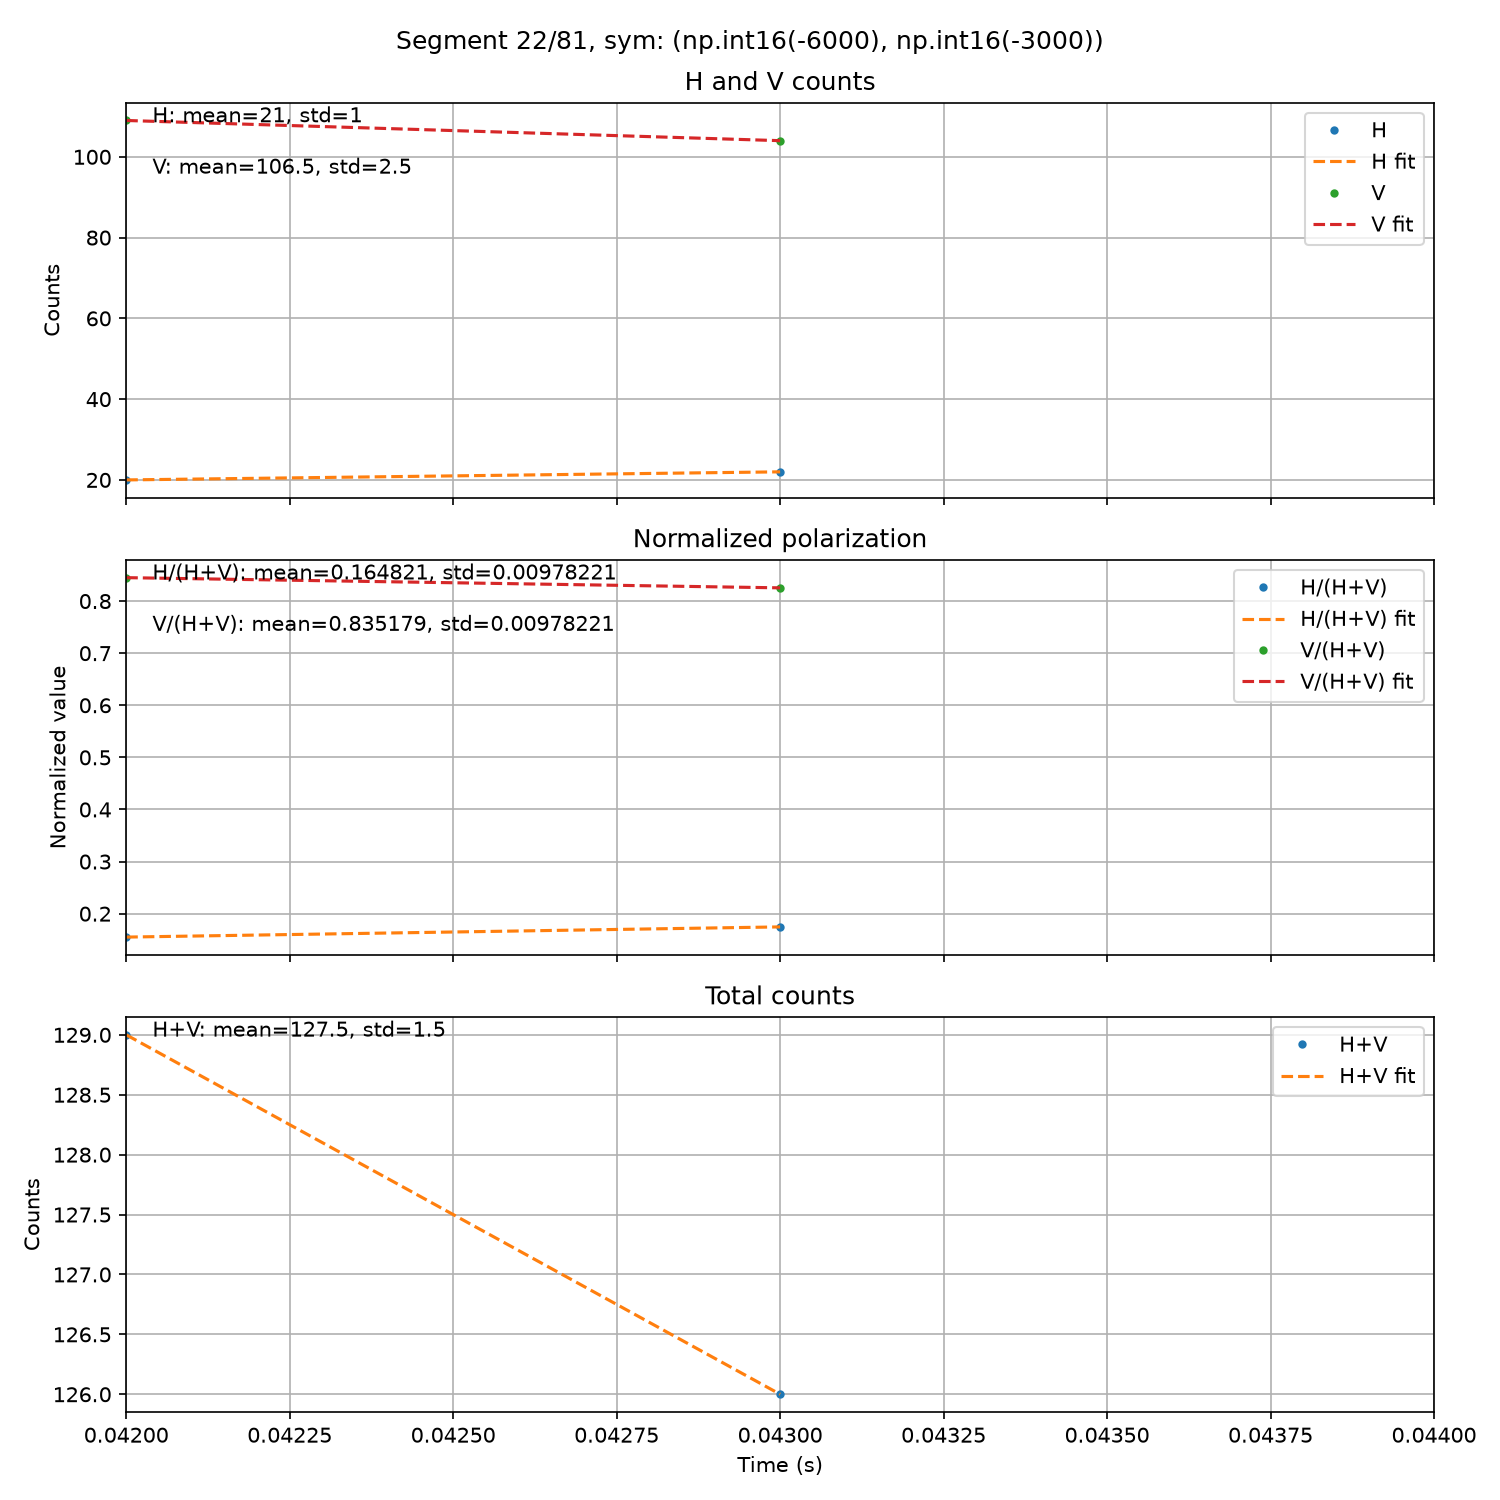 Segment 22/81, sym: (np.int16(-6000), np.int16(-3000))
H and V counts
H: mean=21, std=1
V: mean=106.5, std=2.5
H
H fit
V
V fit
100
80
60
40
20
Counts
Normalized polarization
H/(H+V): mean=0.164821, std=0.00978221
V/(H+V): mean=0.835179, std=0.00978221
H/(H+V)
H/(H+V) fit
V/(H+V)
V/(H+V) fit
0.8
0.7
0.6
0.5
0.4
0.3
0.2
Normalized value
Total counts
H+V: mean=127.5, std=1.5
H+V
H+V fit
129.0
128.5
128.0
127.5
127.0
126.5
126.0
Counts
0.04200 0.04225 0.04250 0.04275 0.04300 0.04325 0.04350 0.04375 0.04400
Time (s)